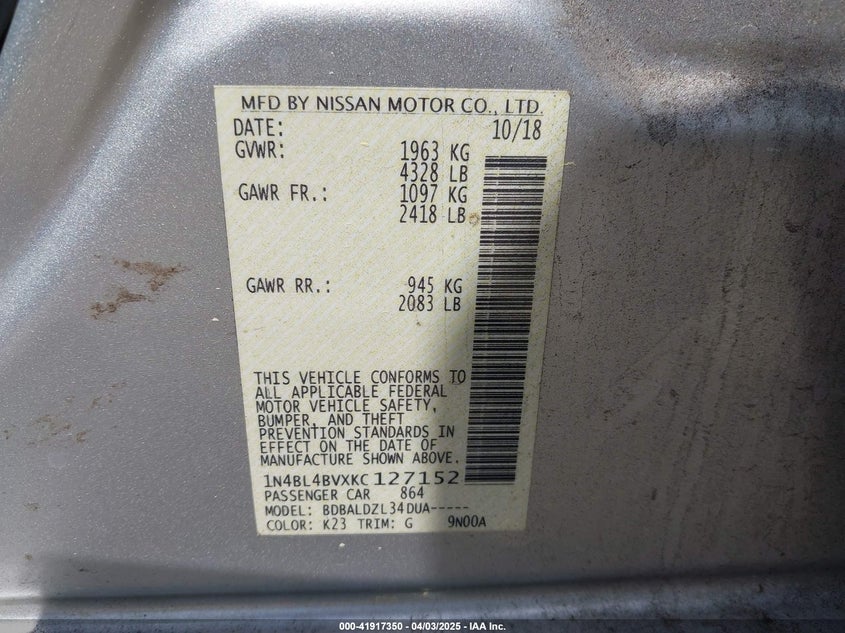 MFD BY NISSAN MOTOR CO., LTD.
DATE: 10/18
GVWR: 1963 KG
4328 LB
GAWR FR.: 1097 KG
2418 LB
GAWR RR.: 945 KG
2083 LB
THIS VEHICLE CONFORMS TO
ALL APPLICABLE FEDERAL
MOTOR VEHICLE SAFETY,
BUMPER, AND THEFT
PREVENTION STANDARDS IN
EFFECT ON THE DATE OF
MANUFACTURE SHOWN ABOVE.
1N4BL4BVXKC127152
PASSENGER CAR 864
MODEL: BDBALDZL34DUA-----
COLOR: K23 TRIM: G 9N00A
000-41917350 - 04/03/2025 - IAA Inc.